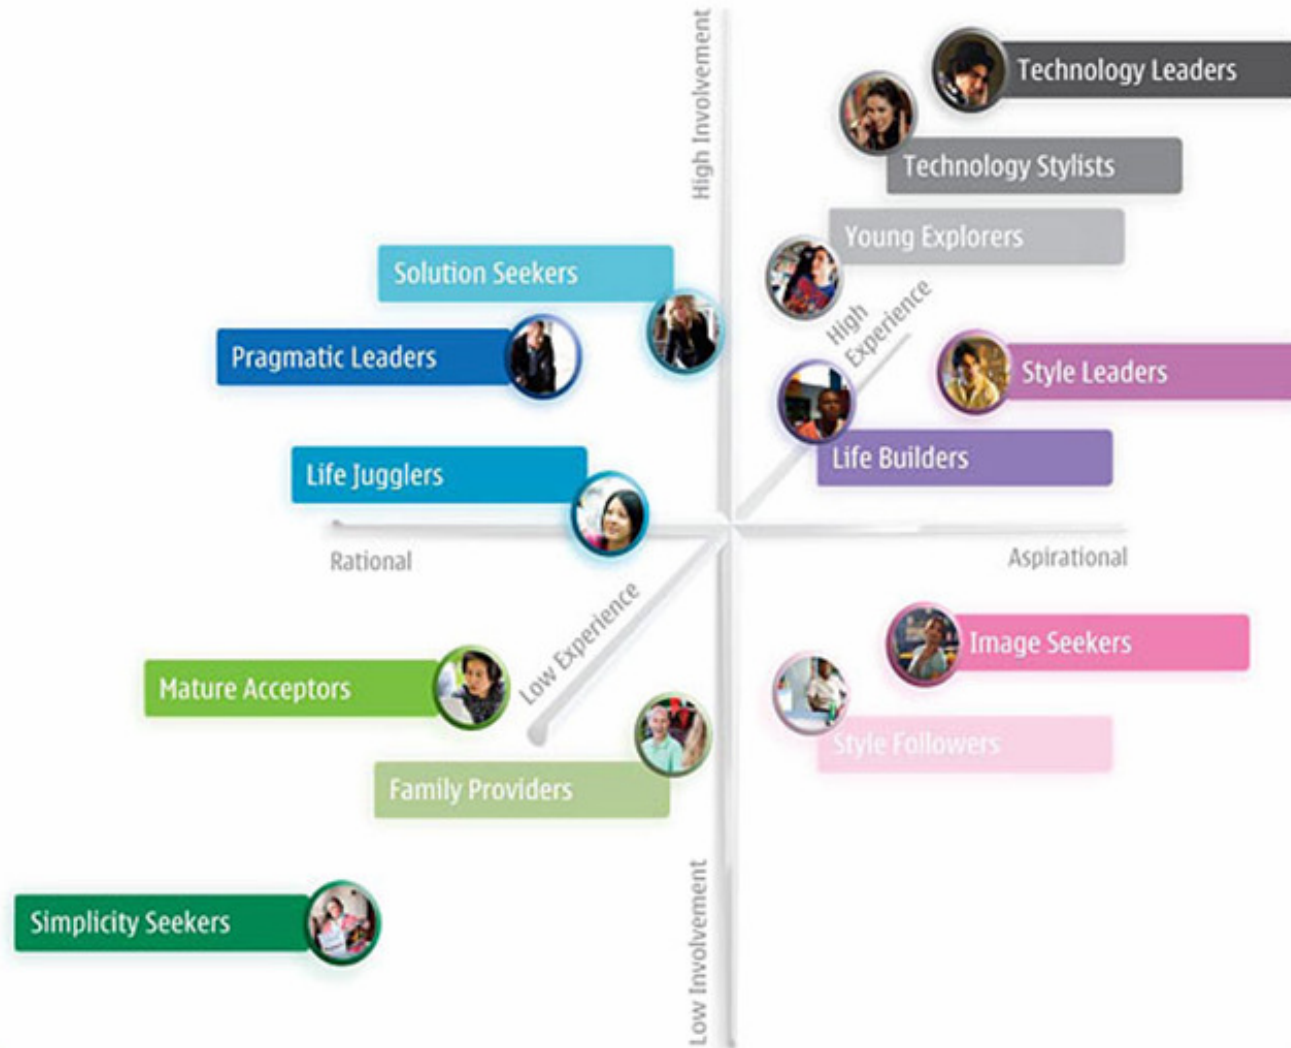 High Involvement
Technology Leaders
Technology Stylists
Young Explorers
Solution Seekers
High
Experience
Pragmatic Leaders
Style Leaders
Life Builders
Life Jugglers
Rational
Aspirational
Low Experience
Image Seekers
Mature Acceptors
Style Followers
Family Providers
Low Involvement
Simplicity Seekers